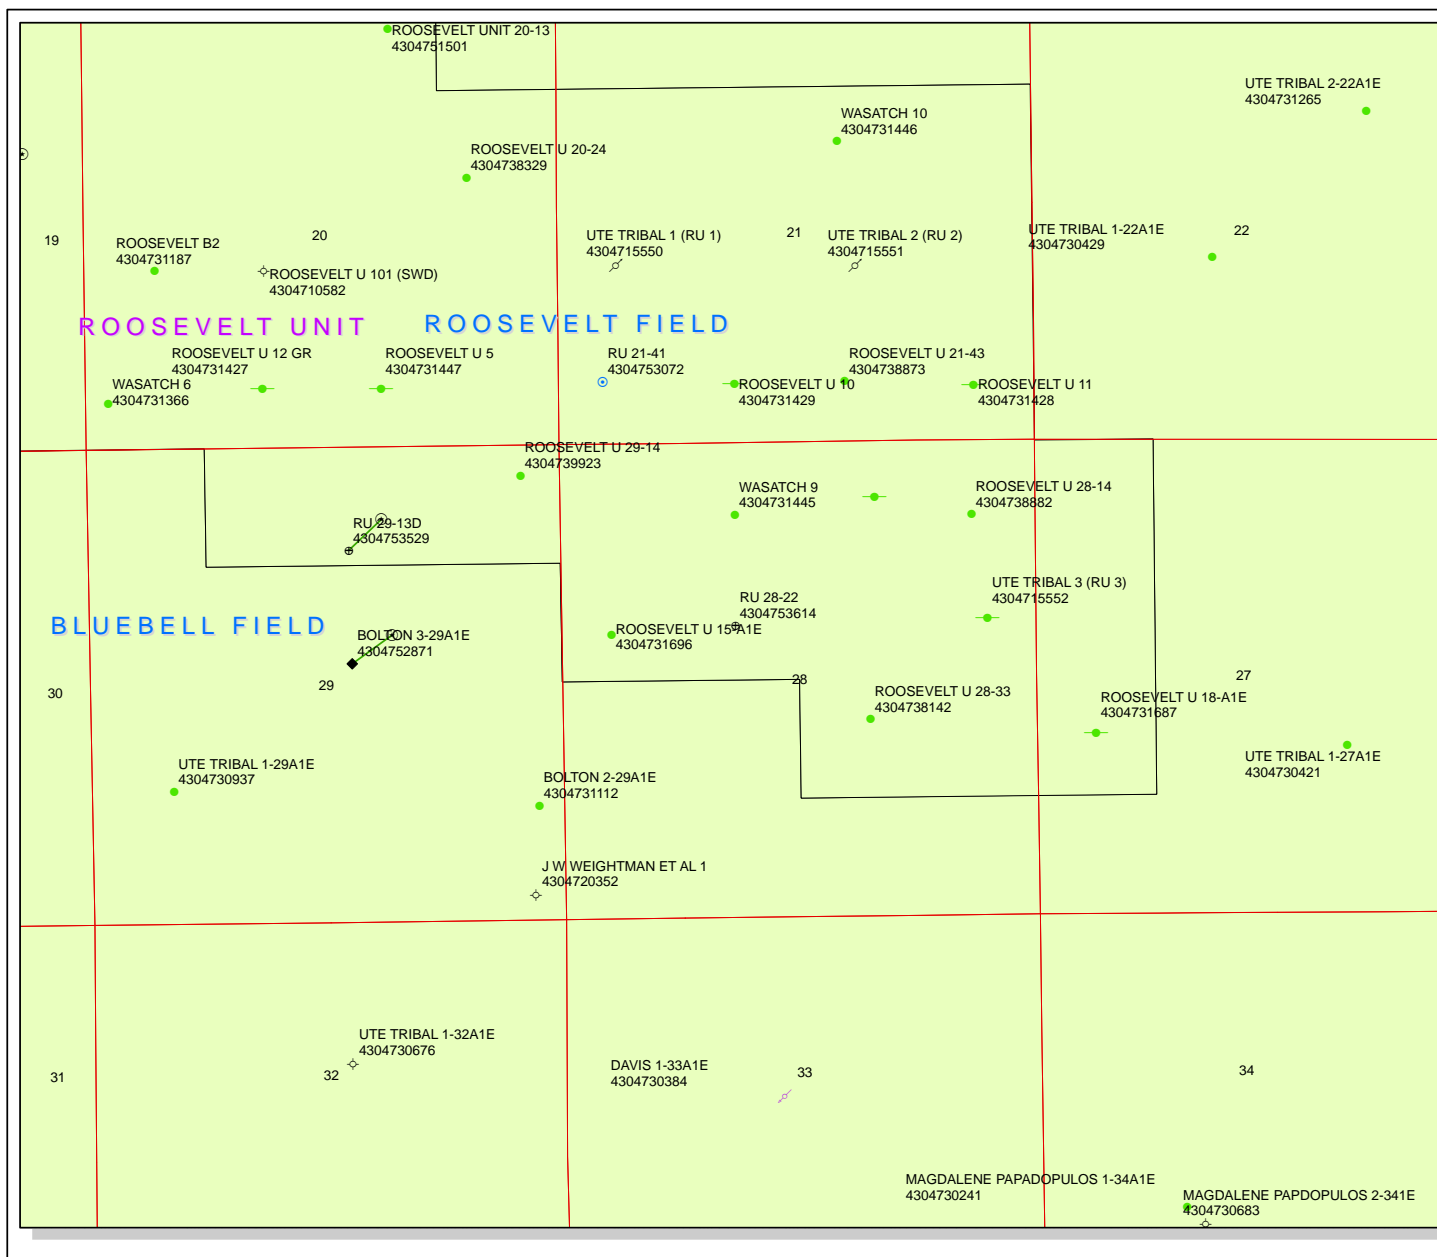 ROOSEVELT UNIT 20-13
4304751501
UTE TRIBAL 2-22A1E
4304731265
WASATCH 10
4304731446
ROOSEVELT U 20-24
4304738329
19
ROOSEVELT B2
4304731187
20
ROOSEVELT U 101 (SWD)
4304710582
UTE TRIBAL 1 (RU 1)
4304715550
21
UTE TRIBAL 2 (RU 2)
4304715551
UTE TRIBAL 1-22A1E
4304730429
22
ROOSEVELT UNIT
ROOSEVELT FIELD
ROOSEVELT U 12 GR
4304731427
ROOSEVELT U 5
4304731447
RU 21-41
4304753072
ROOSEVELT U 21-43
4304738873
WASATCH 6
4304731366
ROOSEVELT U 10
4304731429
ROOSEVELT U 11
4304731428
ROOSEVELT U 29-14
4304739923
WASATCH 9
4304731445
ROOSEVELT U 28-14
4304738882
RU 29-13D
4304753529
UTE TRIBAL 3 (RU 3)
4304715552
RU 28-22
4304753614
BLUEBELL FIELD
BOLTON 3-29A1E
4304752871
ROOSEVELT U 15-A1E
4304731696
30
29
28
27
ROOSEVELT U 28-33
4304738142
ROOSEVELT U 18-A1E
4304731687
UTE TRIBAL 1-29A1E
4304730937
BOLTON 2-29A1E
4304731112
UTE TRIBAL 1-27A1E
4304730421
J W WEIGHTMAN ET AL 1
4304720352
UTE TRIBAL 1-32A1E
4304730676
31
32
DAVIS 1-33A1E
4304730384
33
34
MAGDALENE PAPADOPULOS 1-34A1E
4304730241
MAGDALENE PAPDOPULOS 2-341E
4304730683